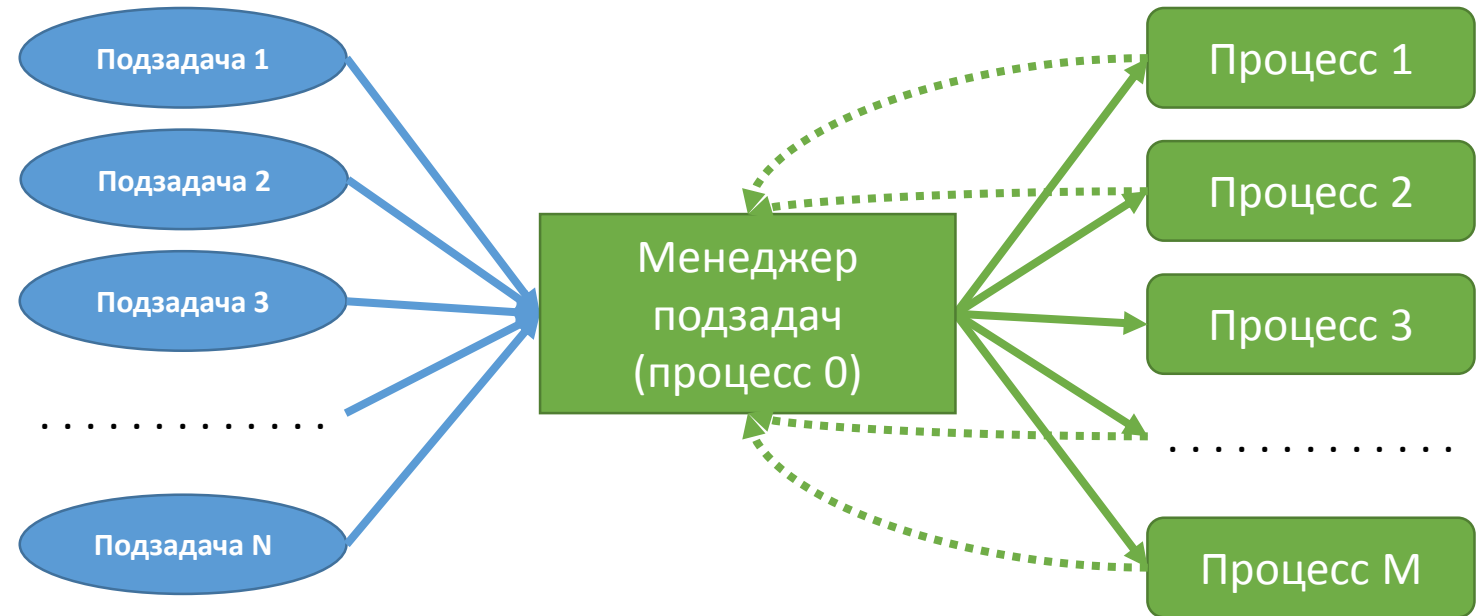 Подзадача 1
Подзадача 2
Подзадача 3
. . . . . . . . . . . . .
Подзадача N
Менеджер
подзадач
(процесс 0)
Процесс 1
Процесс 2
Процесс 3
. . . . . . . . . . . . .
Процесс M